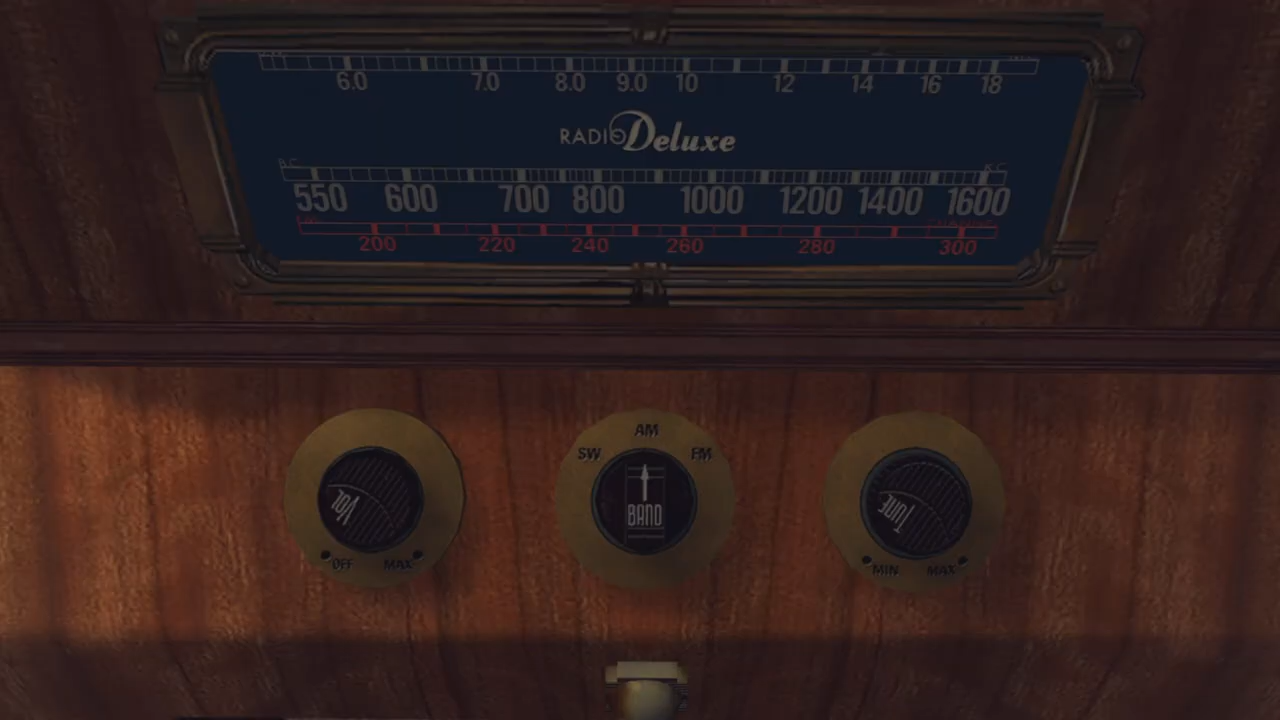 6.0 7.0 8.0 9.0 10 12 14 16 18
RADIO Deluxe
B.C. K.C.
550 600 700 800 1000 1200 1400 1600
200 220 240 260 280 300
AM
SW FM
VOL BAND TUNE
OFF MAX MIN MAX